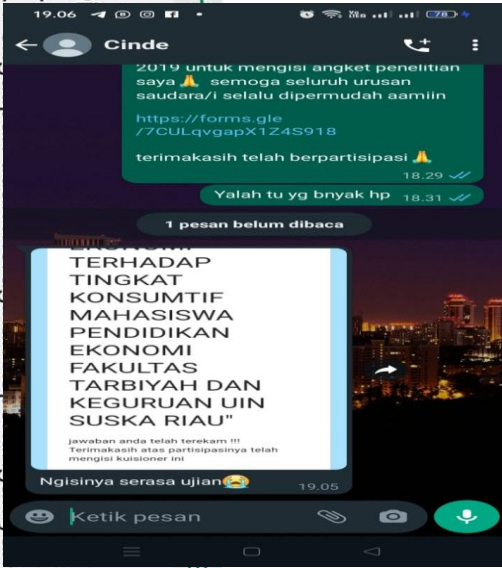 19.06
78
Cinde
2019 untuk mengisi angket penelitian
saya 🙏 semoga seluruh urusan
saudara/i selalu dipermudah aamiin
https://forms.gle
/7CULqvgapX1Z4S918
terimakasih telah berpartisipasi 🙏
18.29
Yalah tu yg bnyak hp 18.31
1 pesan belum dibaca
EKONOMI
TERHADAP
TINGKAT
KONSUMTIF
MAHASISWA
PENDIDIKAN
EKONOMI
FAKULTAS
TARBIYAH DAN
KEGURUAN UIN
SUSKA RIAU"
jawaban anda telah terekam !!!
Terimakasih atas partisipasinya telah
mengisi kuisioner ini
Ngisinya serasa ujian😭 19.05
Ketik pesan